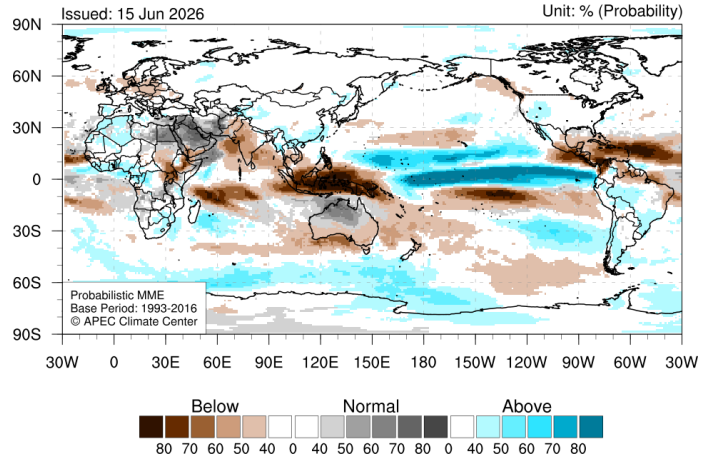 Issued: 15 Jun 2026 Unit: % (Probability)
90N
60N
30N
0
30S
60S
90S
Probabilistic MME
Base Period: 1993-2016
© APEC Climate Center
30W 0 30E 60E 90E 120E 150E 180 150W 120W 90W 60W 30W
Below Normal Above
80 70 60 50 40 0 40 50 60 70 80 0 40 50 60 70 80